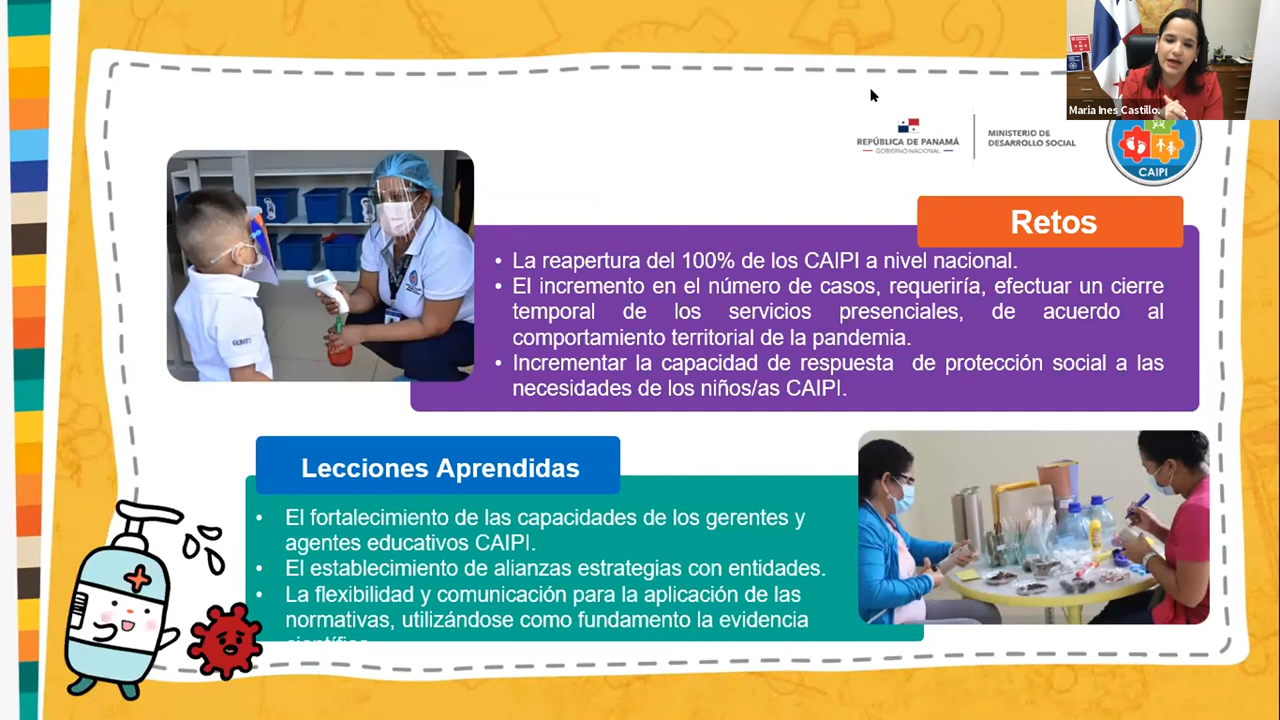 Maria Ines Castillo.
REPÚBLICA DE PANAMÁ
GOBIERNO NACIONAL
MINISTERIO DE
DESARROLLO SOCIAL
CAIPI
Retos
• La reapertura del 100% de los CAIPI a nivel nacional.
• El incremento en el número de casos, requeriría, efectuar un cierre
temporal de los servicios presenciales, de acuerdo al
comportamiento territorial de la pandemia.
• Incrementar la capacidad de respuesta de protección social a las
necesidades de los niños/as CAIPI.
Lecciones Aprendidas
• El fortalecimiento de las capacidades de los gerentes y
agentes educativos CAIPI.
• El establecimiento de alianzas estrategias con entidades.
• La flexibilidad y comunicación para la aplicación de las
normativas, utilizándose como fundamento la evidencia